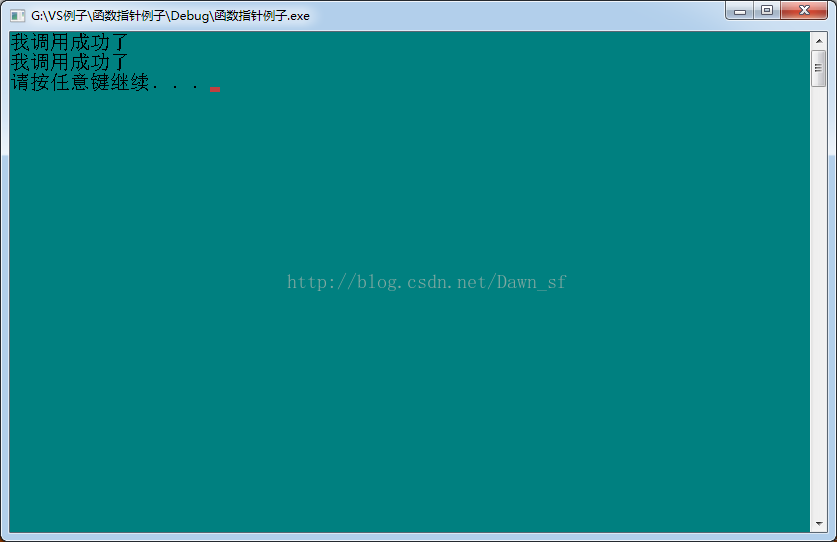 G:\VS例子\函数指针例子\Debug\函数指针例子.exe
我调用成功了
我调用成功了
请按任意键继续. . .
http://blog.csdn.net/Dawn_sf